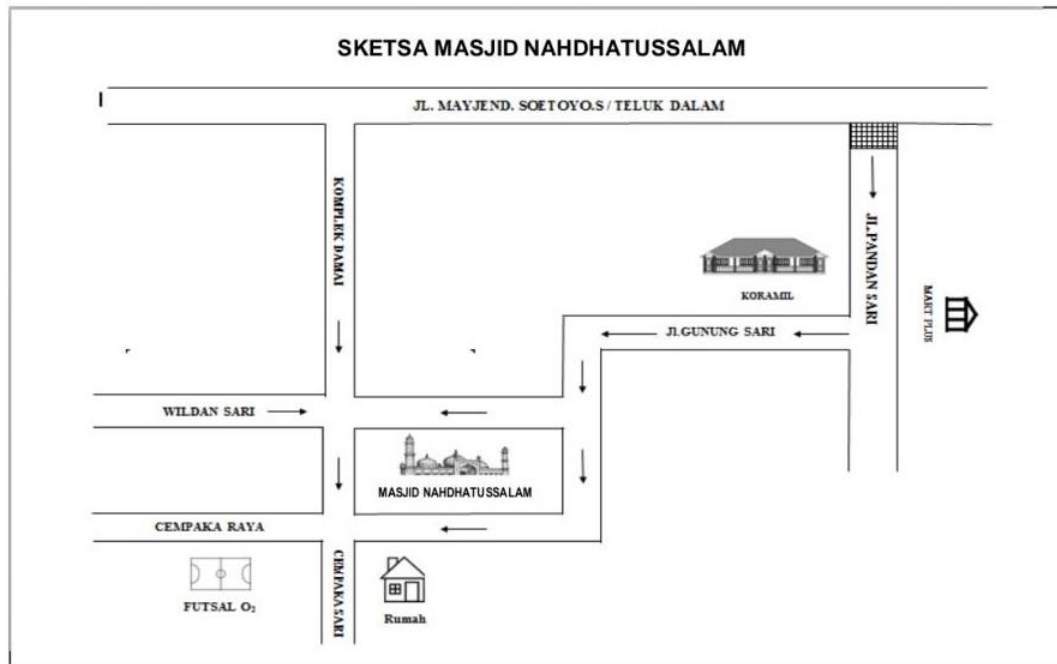 SKETSA MASJID NAHDHATUSSALAM
JL. MAYJEND. SOETOYO.S / TELUK DALAM
KOMPLEK DAMAI
JL.PANDAN SARI
KORAMIL
MART PLUS
Jl.GUNUNG SARI
WILDAN SARI
MASJID NAHDHATUSSALAM
CEMPAKA RAYA
CEMPAKA SARI
FUTSAL O₂
Rumah